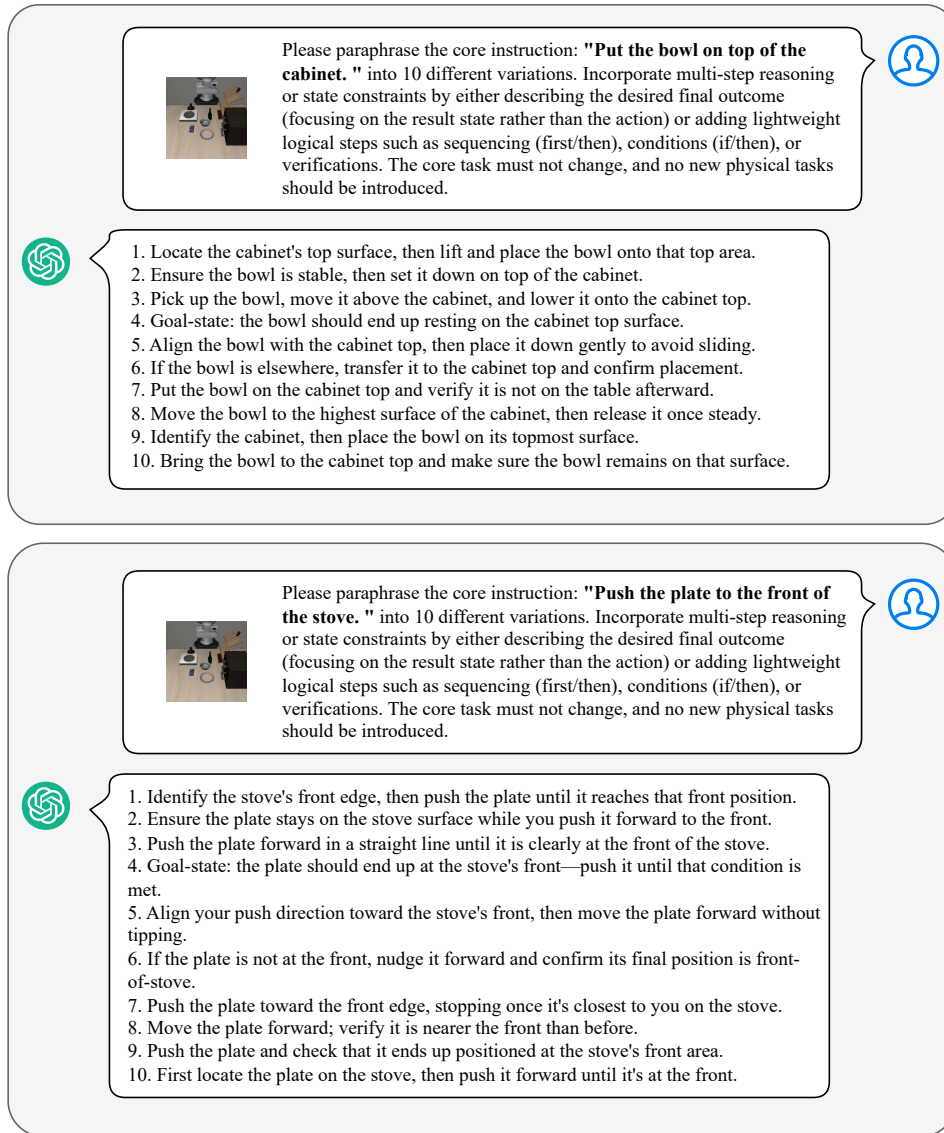 Please paraphrase the core instruction: "Put the bowl on top of the
cabinet. " into 10 different variations. Incorporate multi-step reasoning
or state constraints by either describing the desired final outcome
(focusing on the result state rather than the action) or adding lightweight
logical steps such as sequencing (first/then), conditions (if/then), or
verifications. The core task must not change, and no new physical tasks
should be introduced.
1. Locate the cabinet's top surface, then lift and place the bowl onto that top area.
2. Ensure the bowl is stable, then set it down on top of the cabinet.
3. Pick up the bowl, move it above the cabinet, and lower it onto the cabinet top.
4. Goal-state: the bowl should end up resting on the cabinet top surface.
5. Align the bowl with the cabinet top, then place it down gently to avoid sliding.
6. If the bowl is elsewhere, transfer it to the cabinet top and confirm placement.
7. Put the bowl on the cabinet top and verify it is not on the table afterward.
8. Move the bowl to the highest surface of the cabinet, then release it once steady.
9. Identify the cabinet, then place the bowl on its topmost surface.
10. Bring the bowl to the cabinet top and make sure the bowl remains on that surface.
Please paraphrase the core instruction: "Push the plate to the front of
the stove. " into 10 different variations. Incorporate multi-step reasoning
or state constraints by either describing the desired final outcome
(focusing on the result state rather than the action) or adding lightweight
logical steps such as sequencing (first/then), conditions (if/then), or
verifications. The core task must not change, and no new physical tasks
should be introduced.
1. Identify the stove's front edge, then push the plate until it reaches that front position.
2. Ensure the plate stays on the stove surface while you push it forward to the front.
3. Push the plate forward in a straight line until it is clearly at the front of the stove.
4. Goal-state: the plate should end up at the stove's front—push it until that condition is
met.
5. Align your push direction toward the stove's front, then move the plate forward without
tipping.
6. If the plate is not at the front, nudge it forward and confirm its final position is front-
of-stove.
7. Push the plate toward the front edge, stopping once it's closest to you on the stove.
8. Move the plate forward; verify it is nearer the front than before.
9. Push the plate and check that it ends up positioned at the stove's front area.
10. First locate the plate on the stove, then push it forward until it's at the front.